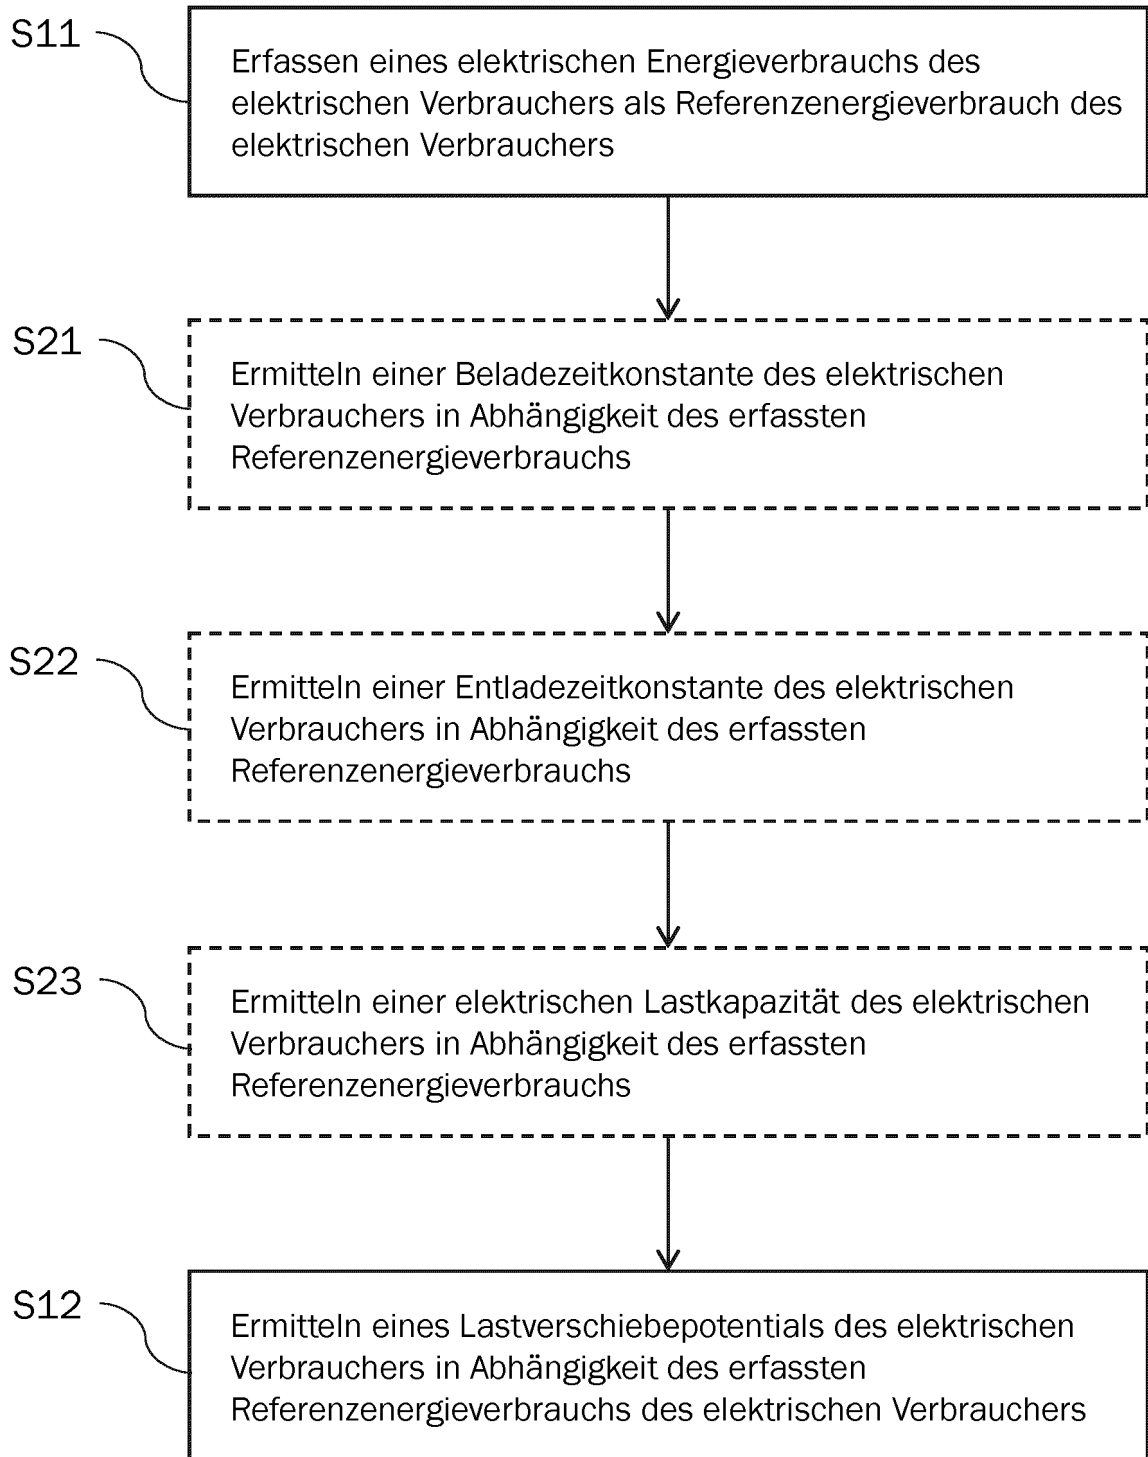 S11
Erfassen eines elektrischen Energieverbrauchs des
elektrischen Verbrauchers als Referenzenergieverbrauch des
elektrischen Verbrauchers
S21
Ermitteln einer Beladezeitkonstante des elektrischen
Verbrauchers in Abhängigkeit des erfassten
Referenzenergieverbrauchs
S22
Ermitteln einer Entladezeitkonstante des elektrischen
Verbrauchers in Abhängigkeit des erfassten
Referenzenergieverbrauchs
S23
Ermitteln einer elektrischen Lastkapazität des elektrischen
Verbrauchers in Abhängigkeit des erfassten
Referenzenergieverbrauchs
S12
Ermitteln eines Lastverschiebepotentials des elektrischen
Verbrauchers in Abhängigkeit des erfassten
Referenzenergieverbrauchs des elektrischen Verbrauchers